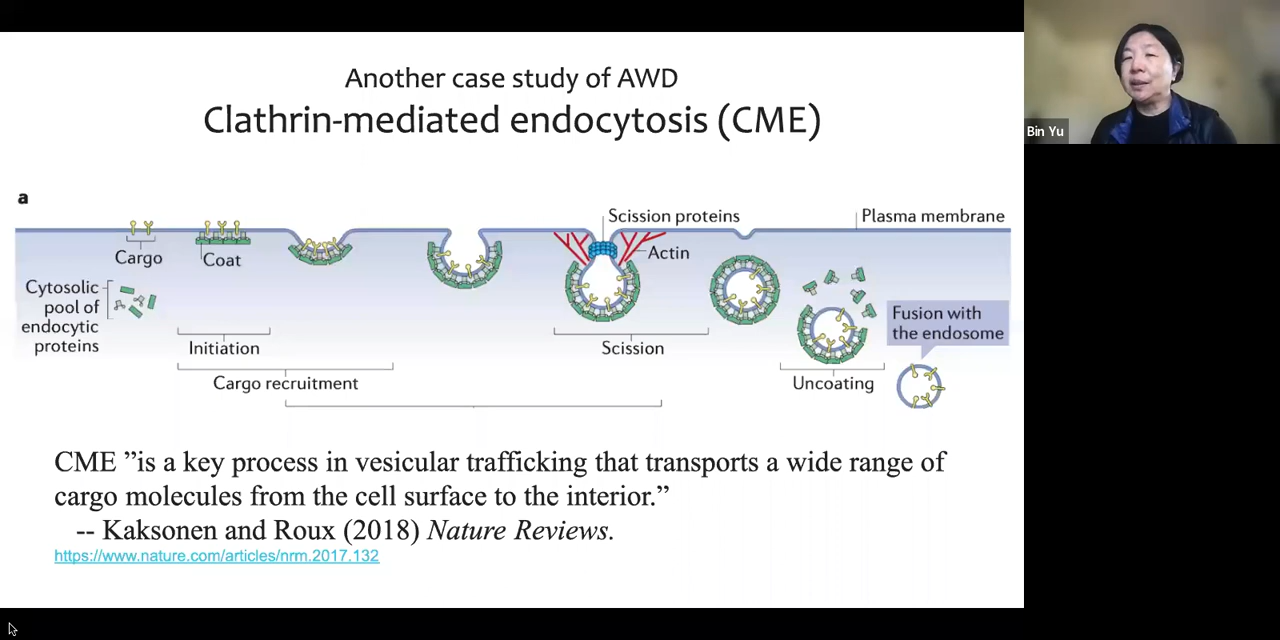 Another case study of AWD
Clathrin-mediated endocytosis (CME)
Bin Yu
a
Scission proteins
Plasma membrane
Cargo
Coat
Actin
Cytosolic
pool of
endocytic
proteins
Fusion with
the endosome
Initiation
Scission
Cargo recruitment
Uncoating
CME ”is a key process in vesicular trafficking that transports a wide range of
cargo molecules from the cell surface to the interior.”
-- Kaksonen and Roux (2018) Nature Reviews.
https://www.nature.com/articles/nrm.2017.132